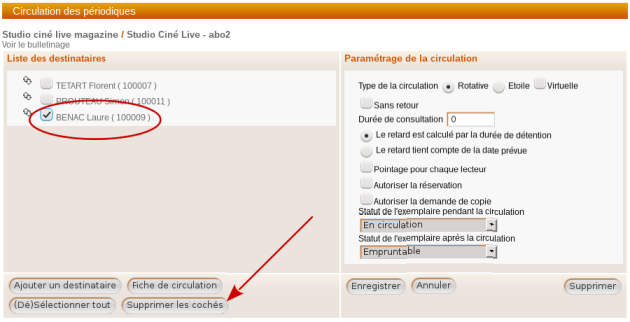 Circulation des périodiques
Studio ciné live magazine / Studio Ciné Live - abo2
Voir le bulletinage
Liste des destinataires
TETART Florent ( 100007 )
PROUTEAU Simon ( 100011 )
BENAC Laure ( 100009 )
Ajouter un destinataire Fiche de circulation
(Dé)Sélectionner tout Supprimer les cochés
Paramétrage de la circulation
Type de la circulation Rotative Etoile Virtuelle
Sans retour
Durée de consultation 0
Le retard est calculé par la durée de détention
Le retard tient compte de la date prévue
Pointage pour chaque lecteur
Autoriser la réservation
Autoriser la demande de copie
Statut de l'exemplaire pendant la circulation
En circulation
Statut de l'exemplaire après la circulation
Empruntable
Enregistrer Annuler Supprimer